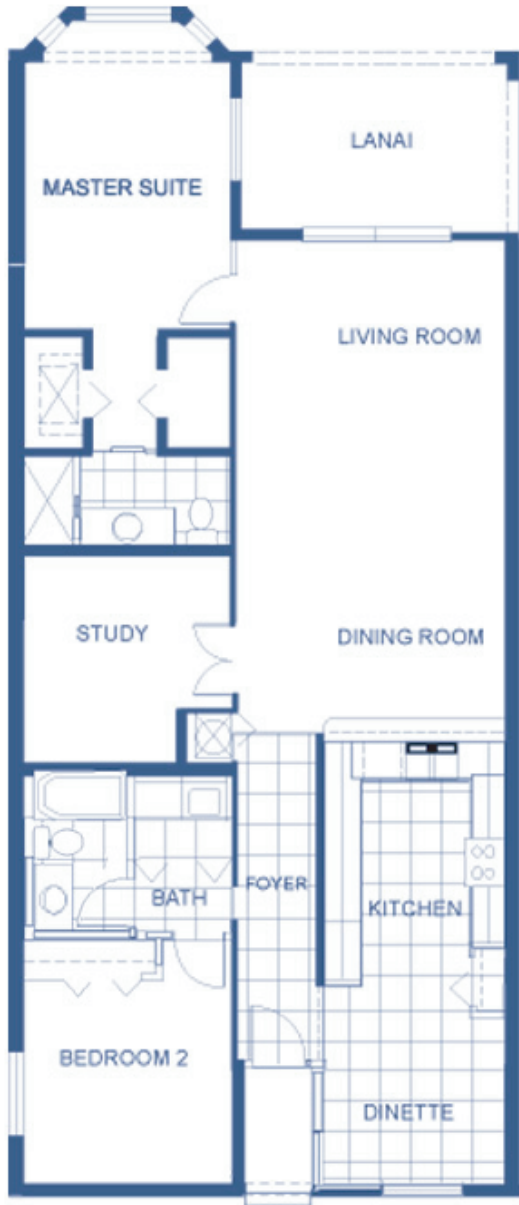 LANAI
MASTER SUITE
LIVING ROOM
STUDY
DINING ROOM
FOYER
BATH
KITCHEN
BEDROOM 2
DINETTE